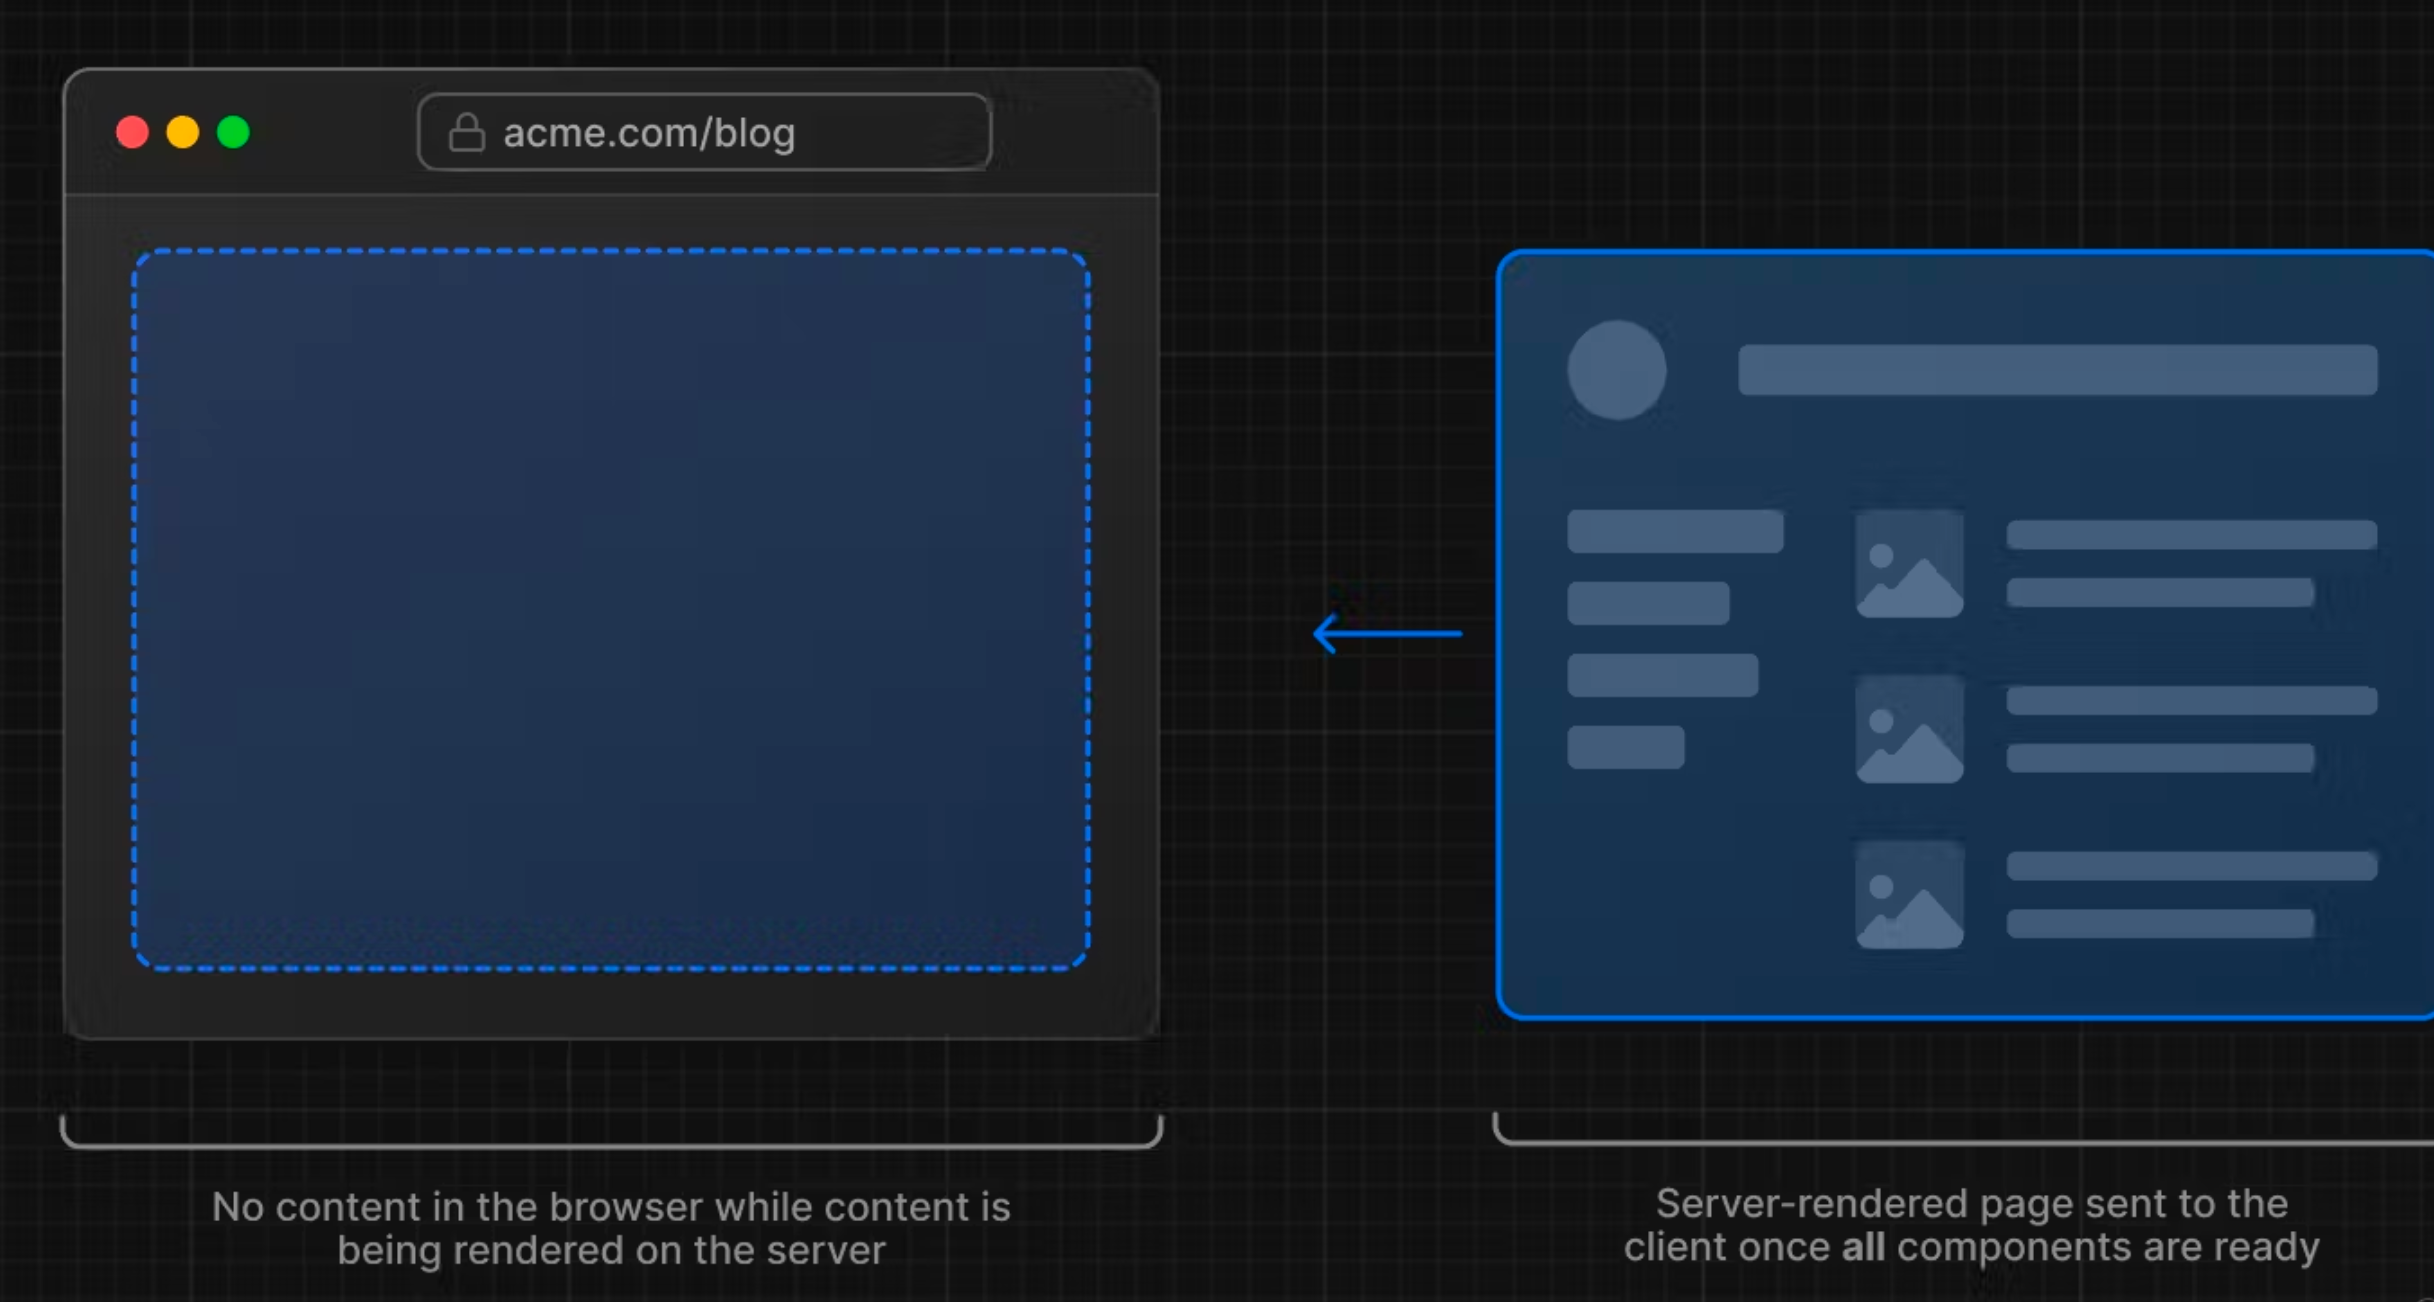 acme.com/blog
No content in the browser while content is
being rendered on the server
Server-rendered page sent to the
client once all components are ready